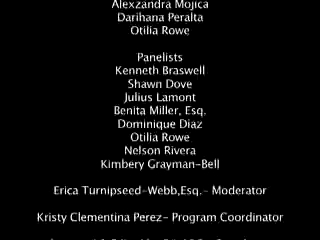 Alexzandra Mojica
Darihana Peralta
Otilia Rowe
Panelists
Kenneth Braswell
Shawn Dove
Julius Lamont
Benita Miller, Esq.
Dominique Diaz
Otilia Rowe
Nelson Rivera
Kimbery Grayman-Bell
Erica Turnipseed-Webb,Esq.- Moderator
Kristy Clementina Perez- Program Coordinator